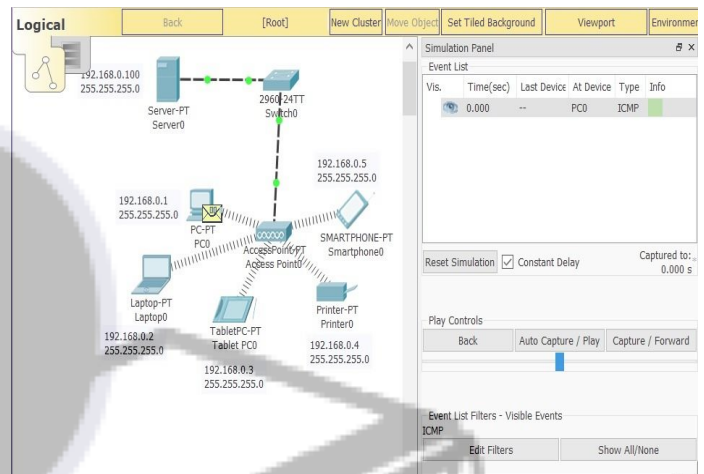 Logical
Back
[Root]
New Cluster
Move Object
Set Tiled Background
Viewport
Environmen
192.168.0.100
255.255.255.0
Server-PT
Server0
2960-24TT
Switch0
192.168.0.5
255.255.255.0
192.168.0.1
255.255.255.0
PC-PT
PC0
AccessPoint-PT
Access Point0
SMARTPHONE-PT
Smartphone0
Laptop-PT
Laptop0
192.168.0.2
255.255.255.0
TabletPC-PT
Tablet PC0
192.168.0.3
255.255.255.0
Printer-PT
Printer0
192.168.0.4
255.255.255.0
Simulation Panel
Event List
Vis. Time(sec) Last Device At Device Type Info
0.000 -- PC0 ICMP
Reset Simulation
Constant Delay
Captured to:
0.000 s
Play Controls
Back
Auto Capture / Play
Capture / Forward
Event List Filters - Visible Events
ICMP
Edit Filters
Show All/None